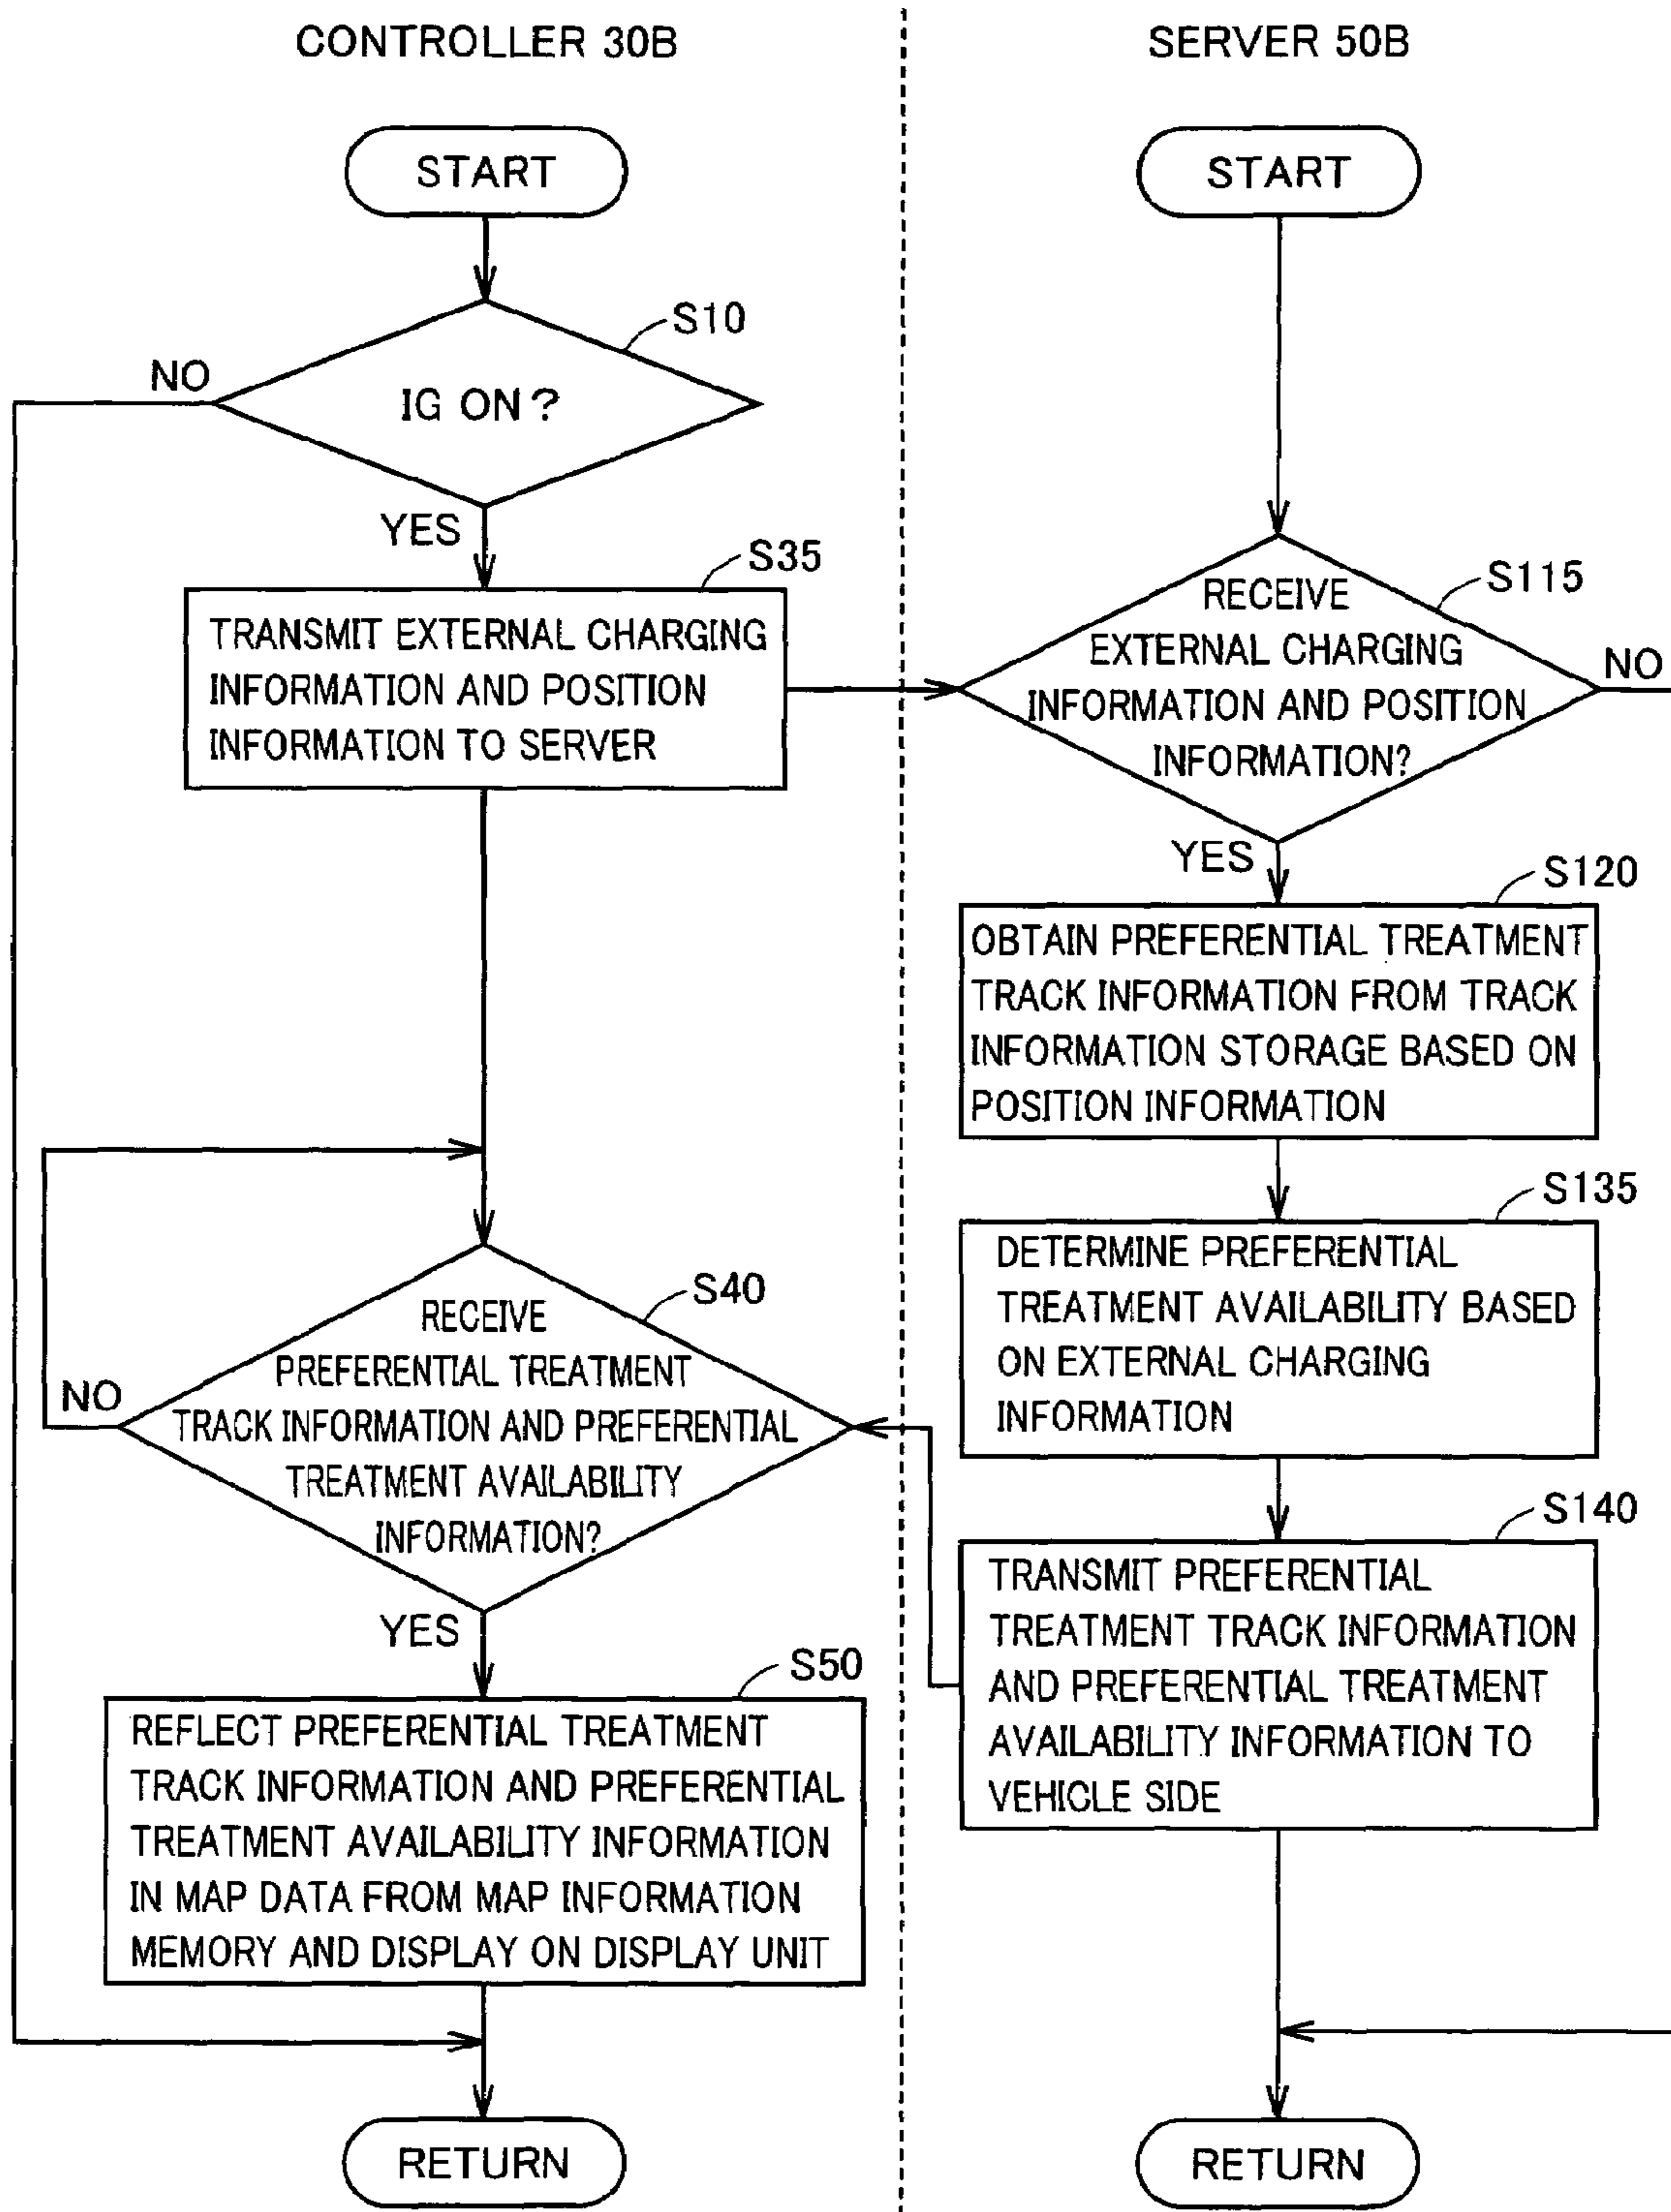 CONTROLLER 30B
START
S10
IG ON?
NO
YES
S35
TRANSMIT EXTERNAL CHARGING
INFORMATION AND POSITION
INFORMATION TO SERVER
S40
RECEIVE
PREFERENTIAL TREATMENT
TRACK INFORMATION AND PREFERENTIAL
TREATMENT AVAILABILITY
INFORMATION?
NO
YES
S50
REFLECT PREFERENTIAL TREATMENT
TRACK INFORMATION AND PREFERENTIAL
TREATMENT AVAILABILITY INFORMATION
IN MAP DATA FROM MAP INFORMATION
MEMORY AND DISPLAY ON DISPLAY UNIT
RETURN
SERVER 50B
START
S115
RECEIVE
EXTERNAL CHARGING
INFORMATION AND POSITION
INFORMATION?
NO
YES
S120
OBTAIN PREFERENTIAL TREATMENT
TRACK INFORMATION FROM TRACK
INFORMATION STORAGE BASED ON
POSITION INFORMATION
S135
DETERMINE PREFERENTIAL
TREATMENT AVAILABILITY BASED
ON EXTERNAL CHARGING
INFORMATION
S140
TRANSMIT PREFERENTIAL
TREATMENT TRACK INFORMATION
AND PREFERENTIAL TREATMENT
AVAILABILITY INFORMATION TO
VEHICLE SIDE
RETURN